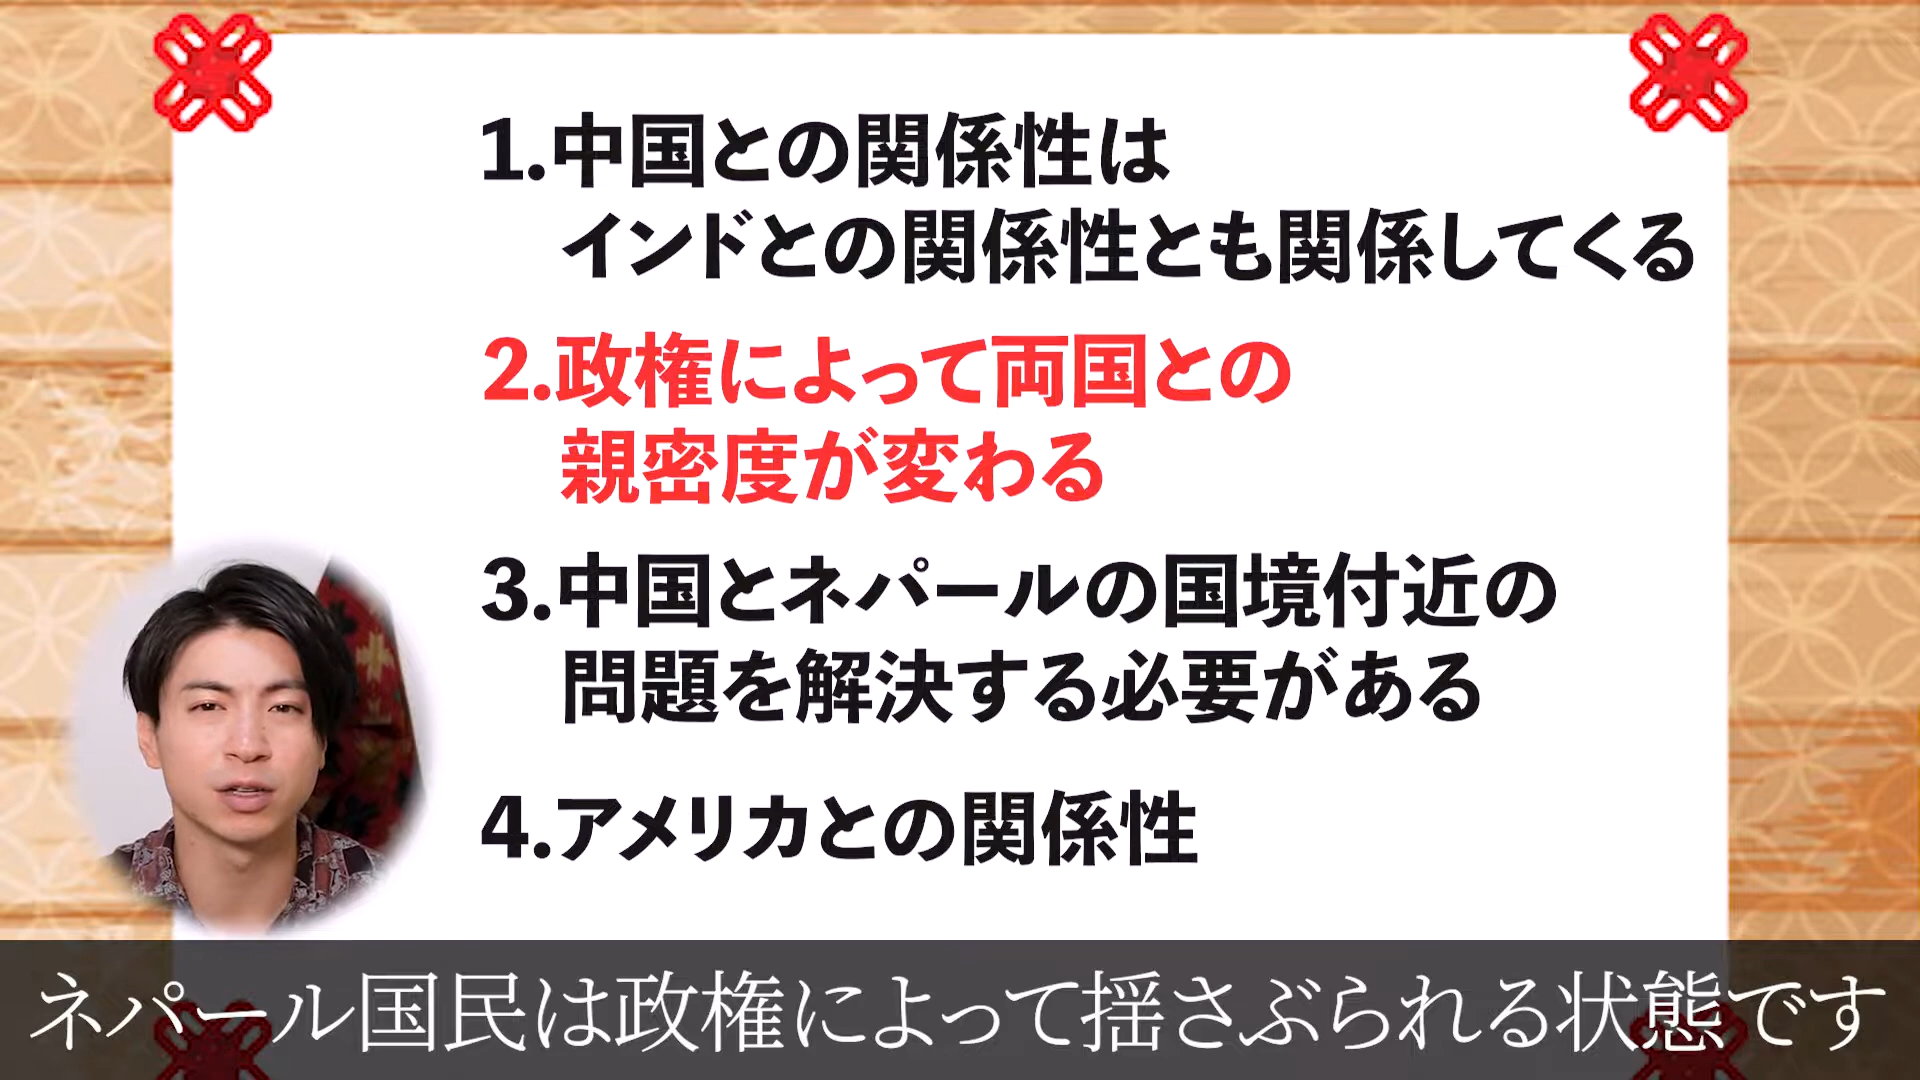 1.中国との関係性は
インドとの関係性とも関係してくる
2.政権によって両国との
親密度が変わる
3.中国とネパールの国境付近の
問題を解決する必要がある
4.アメリカとの関係性
ネパール国民は政権によって揺さぶられる状態です